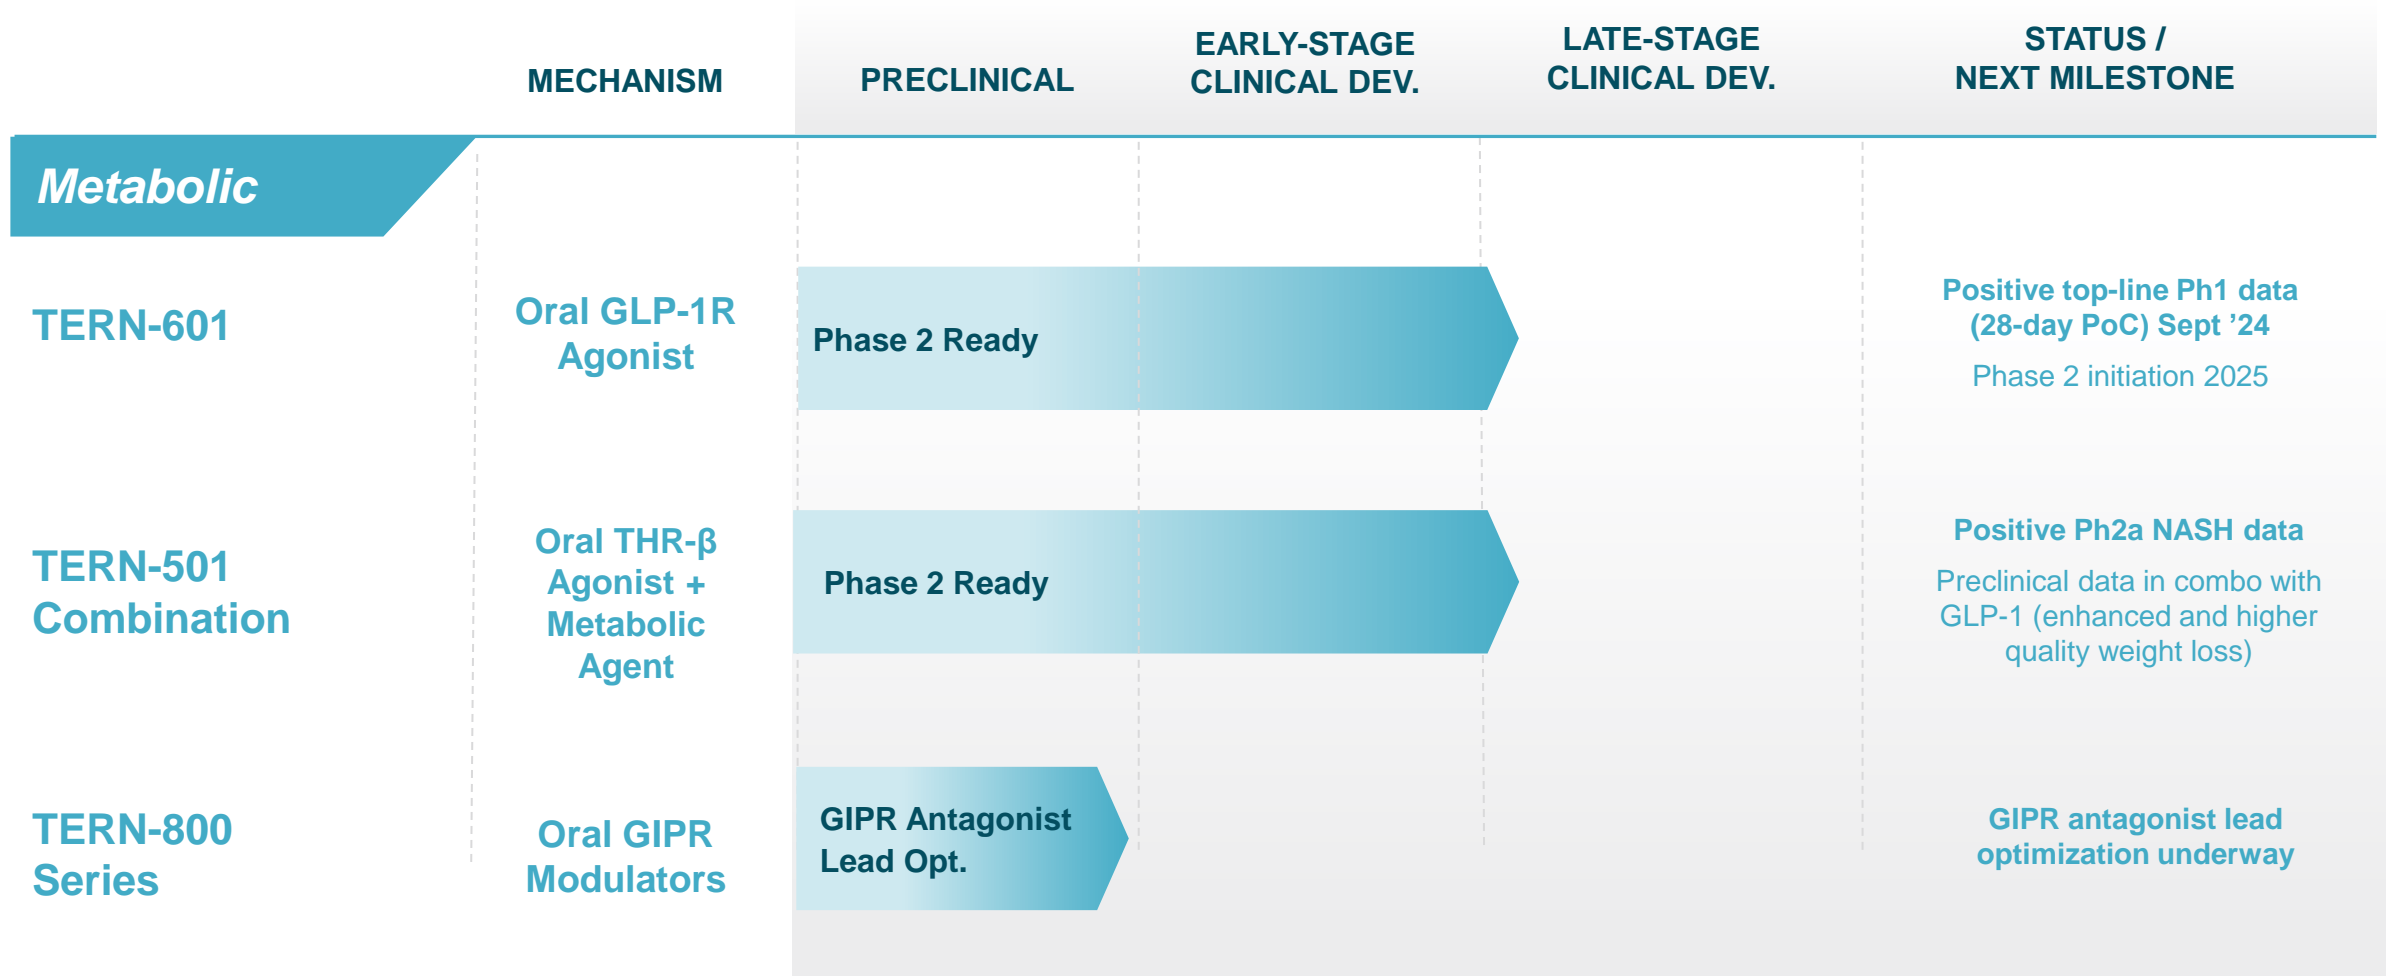 MECHANISM
PRECLINICAL
EARLY-STAGE
CLINICAL DEV.
LATE-STAGE
CLINICAL DEV.
STATUS /
NEXT MILESTONE
Metabolic
TERN-601
Oral GLP-1R
Agonist
Phase 2 Ready
Positive top-line Ph1 data
(28-day PoC) Sept ’24
Phase 2 initiation 2025
TERN-501
Combination
Oral THR-β
Agonist +
Metabolic
Agent
Phase 2 Ready
Positive Ph2a NASH data
Preclinical data in combo with
GLP-1 (enhanced and higher
quality weight loss)
TERN-800
Series
Oral GIPR
Modulators
GIPR Antagonist
Lead Opt.
GIPR antagonist lead
optimization underway